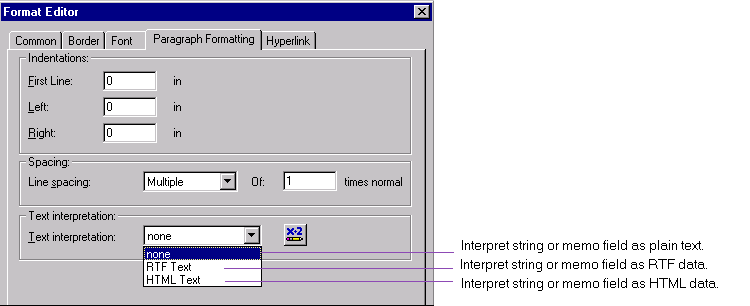 Format Editor
Common Border Font Paragraph Formatting Hyperlink
Indentations:
First Line: 0 in
Left: 0 in
Right: 0 in
Spacing:
Line spacing: Multiple Of: 1 times normal
Text interpretation:
Text interpretation: none x·2
none Interpret string or memo field as plain text.
RTF Text Interpret string or memo field as RTF data.
HTML Text Interpret string or memo field as HTML data.